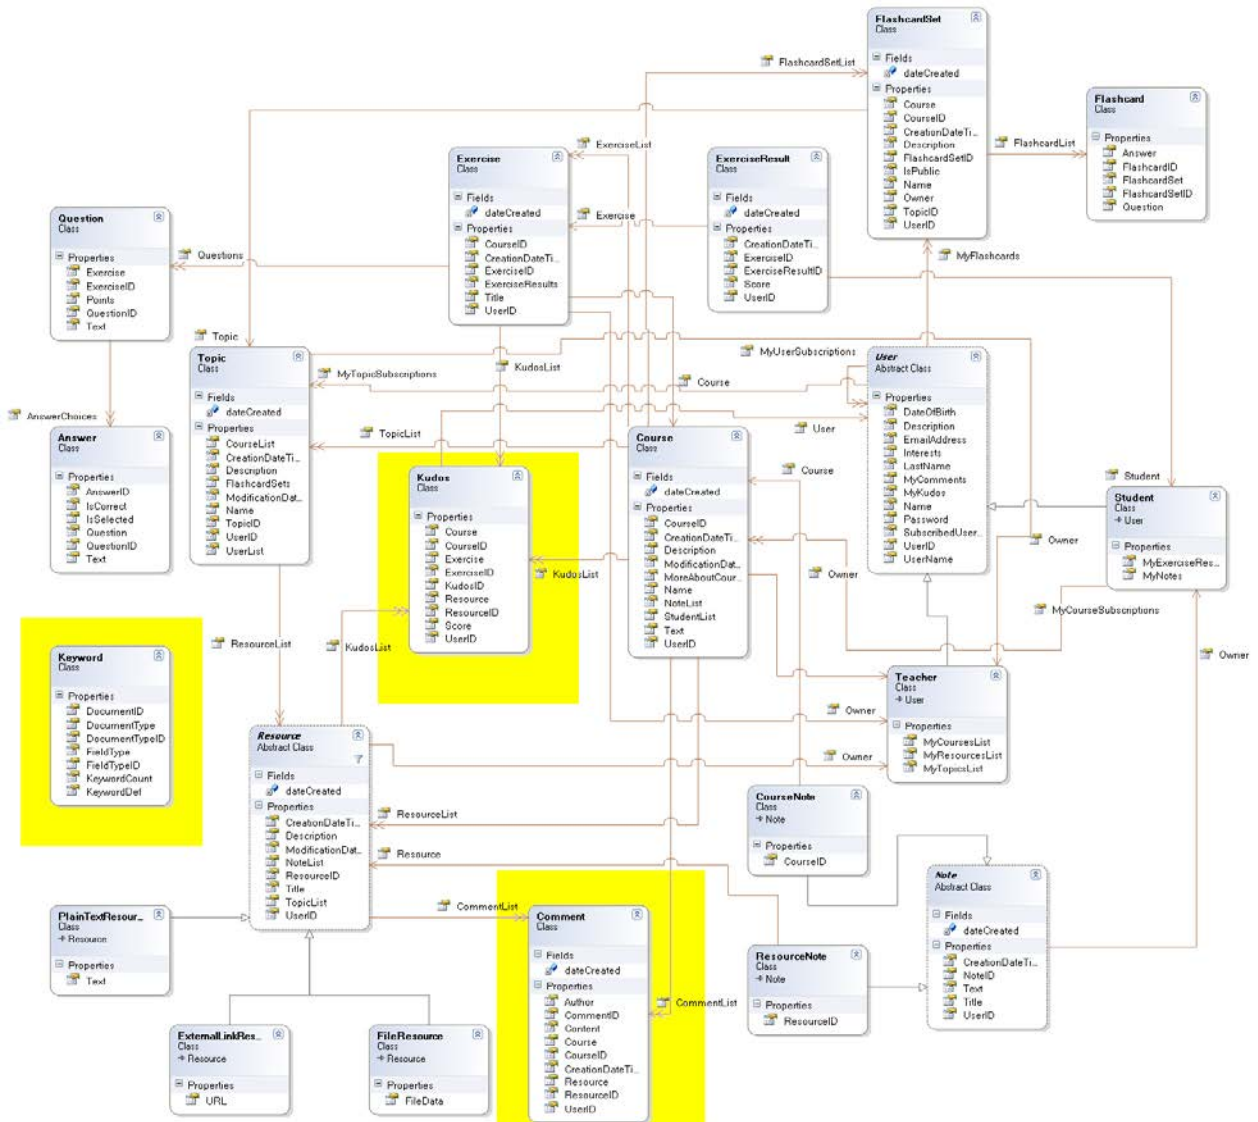 FlashcardSet
Class
Fields
dateCreated
Properties
Course
CourseID
CreationDateTi...
Description
FlashcardSetID
IsPublic
Name
Owner
TopicID
UserID
FlashcardSetList
Flashcard
Class
Properties
Answer
FlashcardID
FlashcardSet
FlashcardSetID
Question
FlashcardList
Exercise
Class
Fields
dateCreated
Properties
CourseID
CreationDateTi...
ExerciseID
ExerciseResults
Title
UserID
ExerciseList
Exercise
ExerciseResult
Class
Properties
CreationDateTi...
ExerciseID
ExerciseResultID
Score
UserID
Question
Class
Properties
Exercise
ExerciseID
Points
QuestionID
Text
Questions
MyFlashcards
Topic
Topic
Class
Fields
dateCreated
Properties
CourseList
CreationDateTi...
Description
FlashcardSets
ModificationDat...
Name
TopicID
UserID
UserList
MyTopicSubscriptions
KudosList
Course
MyUserSubscriptions
User
Abstract Class
Properties
DateOfBirth
Description
EmailAddress
Interests
LastName
MyComments
MyKudos
Name
Password
SubscribedUser...
UserID
UserName
AnswerChoices
Answer
Class
Properties
AnswerID
IsCorrect
IsSelected
Question
QuestionID
Text
TopicList
User
Course
Kudos
Class
Properties
Course
CourseID
Exercise
ExerciseID
KudosID
Resource
ResourceID
Score
UserID
Course
Class
Fields
dateCreated
Properties
CourseID
CreationDateTi...
Description
ModificationDat...
MoreAboutCour...
Name
NoteList
StudentList
Text
UserID
KudosList
Student
Student
Class
User
Properties
MyExerciseRes...
MyNotes
Owner
Owner
MyCourseSubscriptions
Keyword
Class
Properties
DocumentID
DocumentType
DocumentTypeID
FieldType
FieldTypeID
KeywordCount
KeywordDef
ResourceList
KudosList
Owner
Teacher
Class
User
Properties
MyCoursesList
MyResourcesList
MyTopicsList
Owner
Owner
Resource
Abstract Class
Fields
dateCreated
Properties
CreationDateTi...
Description
ModificationDat...
NoteList
ResourceID
Title
TopicList
UserID
ResourceList
Resource
CourseNote
Class
Note
Properties
CourseID
Note
Abstract Class
Fields
dateCreated
Properties
CreationDateTi...
NoteID
Text
Title
UserID
PlainTextResour...
Class
Resource
Properties
Text
CommentList
Comment
Class
Fields
dateCreated
Properties
Author
CommentID
Content
Course
CourseID
CreationDateTi...
Resource
ResourceID
UserID
CommentList
ResourceNote
Class
Note
Properties
ResourceID
ExternalLinkRes...
Class
Resource
Properties
URL
FileResource
Class
Resource
Properties
FileData